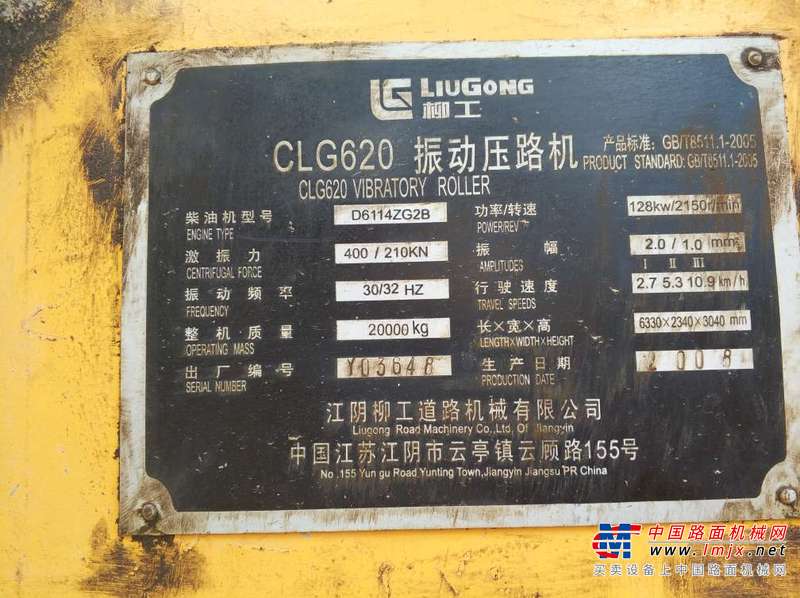 LIUGONG
柳工
CLG620 振动压路机
CLG620 VIBRATORY ROLLER
产品标准: GB/T8511.1-2005
PRODUCT STANDARD: GB/T8511.1-2005
柴油机型号 D6114ZG2B 功率/转速 128kw/2150r/min
ENGINE TYPE POWER/REV
激振力 400 / 210KN 振幅 2.0 / 1.0 mm
CENTRIFUGAL FORCE AMPLITUDES I II III
振动频率 30/32 HZ 行驶速度 2.7 5.3 10.9 km/h
FREQUENCY TRAVEL SPEEDS
整机质量 20000kg 长×宽×高 6330×2340×3040 mm
OPERATING MASS LENGTH×WIDTH×HEIGHT
出厂编号 Y03648 生产日期 2008
SERIAL NUMBER PRODUCTION DATE
江阴柳工道路机械有限公司
Liugong Road Machinery Co.,Ltd. Of Jiangyin
中国江苏江阴市云亭镇云顾路155号
No.155 Yun gu Road Yunting Town,Jiangyin Jiangsu PR China
中国路面机械网
www.lmjx.net
买卖设备上中国路面机械网